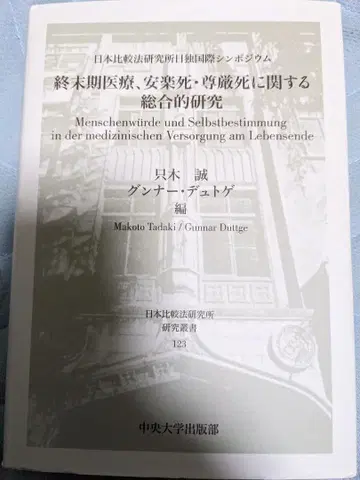 日本比較法研究所日独国際シンポジウム
終末期医療、安楽死・尊厳死に関する
総合的研究
Menschenwürde und Selbstbestimmung
in der medizinischen Versorgung am Lebensende
只木 誠
グンナー・デュトゲ
編
Makoto Tadaki / Gunnar Duttge
日本比較法研究所
研究叢書
123
中央大学出版部